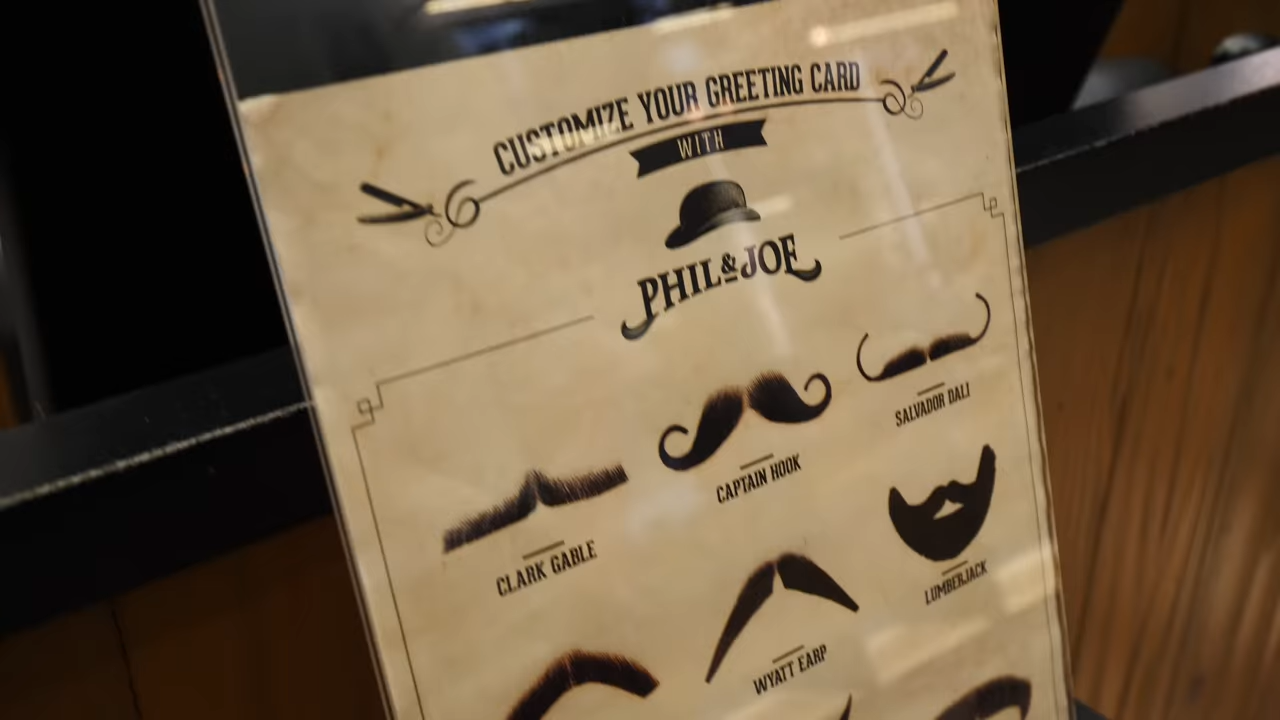 CUSTOMIZE YOUR GREETING CARD
WITH
PHIL & JOE
CLARK GABLE
CAPTAIN HOOK
SALVADOR DALI
WYATT EARP
LUMBERJACK